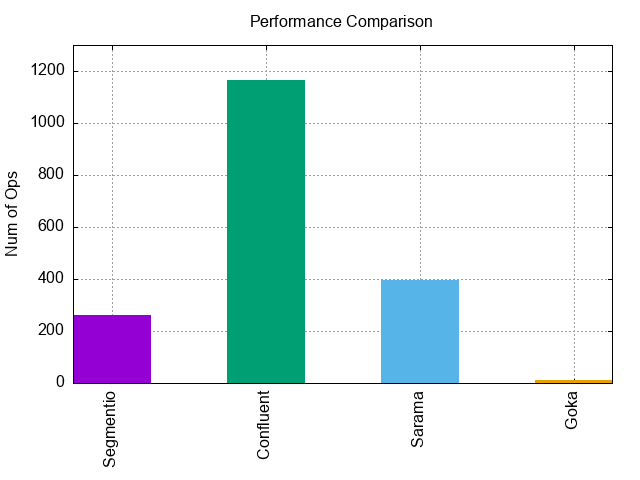 Performance Comparison
1200
1000
800
600
400
200
0
Num of Ops
Segmentio
Confluent
Sarama
Goka